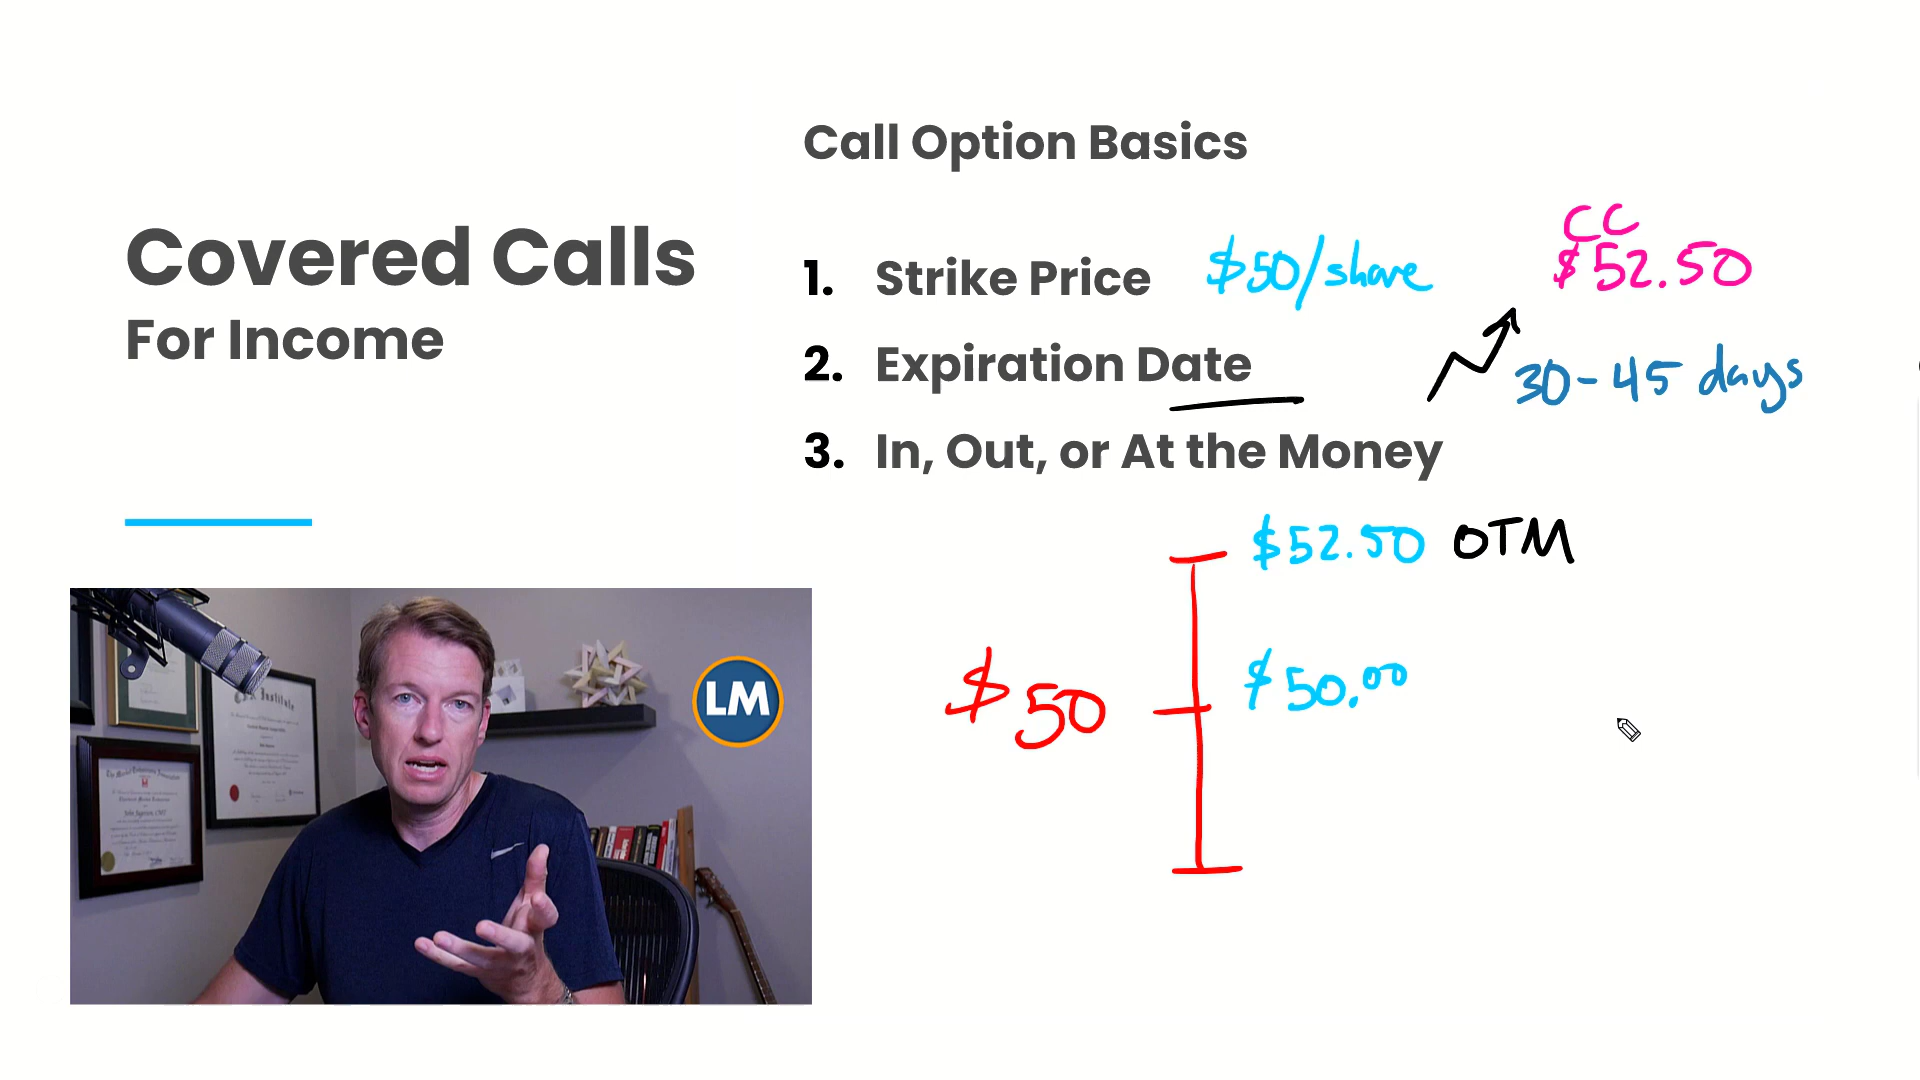 Call Option Basics
Covered Calls
For Income
CC
1. Strike Price $50/share $52.50
2. Expiration Date 30-45 days
3. In, Out, or At the Money
$52.50 OTM
$50 $50.00
LM